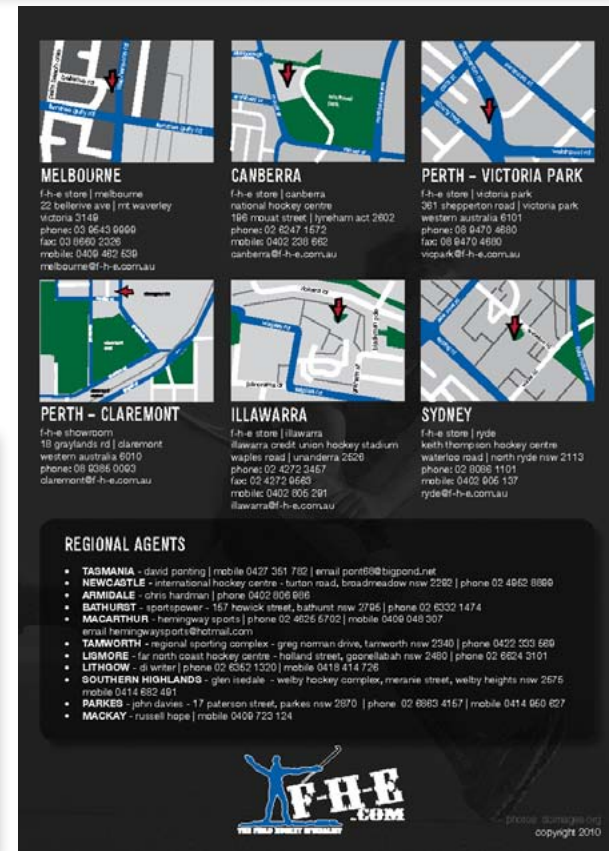 MELBOURNE
f-h-e store | melbourne
22 bellerive ave | mt waverley
victoria 3149
phone: 03 9543 9999
fax: 03 8660 2326
mobile: 0409 462 539
melbourne@f-h-e.com.au
CANBERRA
f-h-e store | canberra
national hockey centre
196 mouat street | lyneham act 2602
phone: 02 6247 1572
mobile: 0402 238 662
canberra@f-h-e.com.au
PERTH - VICTORIA PARK
f-h-e store | victoria park
361 shepperton road | victoria park
western australia 6101
phone: 08 9470 4680
fax: 08 9470 4680
vicpark@f-h-e.com.au
PERTH - CLAREMONT
f-h-e showroom
18 graylands rd | claremont
western australia 6010
phone: 08 9385 0093
claremont@f-h-e.com.au
ILLAWARRA
f-h-e store | illawarra
illawarra credit union hockey stadium
waples road | unanderra 2526
phone: 02 4272 3457
fax: 02 4272 9563
mobile: 0402 805 291
illawarra@f-h-e.com.au
SYDNEY
f-h-e store | ryde
keith thompson hockey centre
waterloo road | north ryde nsw 2113
phone: 02 8086 1101
mobile: 0402 905 137
ryde@f-h-e.com.au
REGIONAL AGENTS
• TASMANIA - david ponting | mobile 0427 351 782 | email pont68@bigpond.net
• NEWCASTLE - international hockey centre - turton road, broadmeadow nsw 2292 | phone 02 4952 8899
• ARMIDALE - chris hardman | phone 0402 806 986
• BATHURST - sportspower - 157 howick street, bathurst nsw 2795 | phone 02 6332 1474
• MACARTHUR - hemingway sports | phone 02 4625 5702 | mobile 0409 048 307
email hemingwaysports@hotmail.com
• TAMWORTH - regional sporting complex - greg norman drive, tamworth nsw 2340 | phone 0422 333 569
• LISMORE - far north coast hockey centre - holland street, goonellabah nsw 2480 | phone 02 6624 3101
• LITHGOW - di writer | phone 02 6352 1320 | mobile 0418 414 726
• SOUTHERN HIGHLANDS - glen isedale - welby hockey complex, meranie street, welby heights nsw 2575
mobile 0414 682 491
• PARKES - john davies - 17 paterson street, parkes nsw 2870 | phone 02 6863 4157 | mobile 0414 950 627
• MACKAY - russell hope | mobile 0409 723 124
F-H-E
.COM
THE FIELD HOCKEY SPECIALIST
copyright 2010